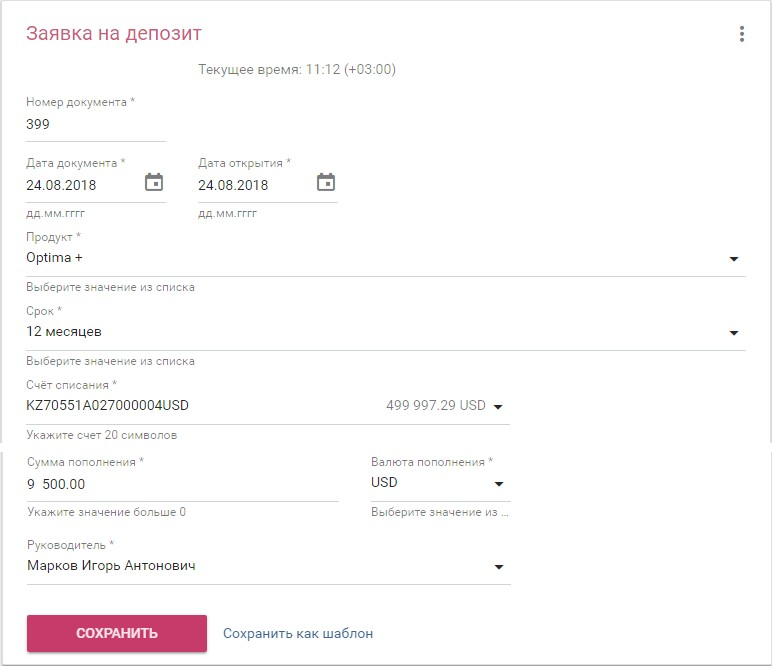 Заявка на депозит
Текущее время: 11:12 (+03:00)
Номер документа *
399
Дата документа * Дата открытия *
24.08.2018 24.08.2018
дд.мм.гггг дд.мм.гггг
Продукт *
Optima +
Выберите значение из списка
Срок *
12 месяцев
Выберите значение из списка
Счёт списания *
KZ70551A027000004USD 499 997.29 USD
Укажите счет 20 символов
Сумма пополнения * Валюта пополнения *
9 500.00 USD
Укажите значение больше 0 Выберите значение из ...
Руководитель *
Марков Игорь Антонович
СОХРАНИТЬ Сохранить как шаблон